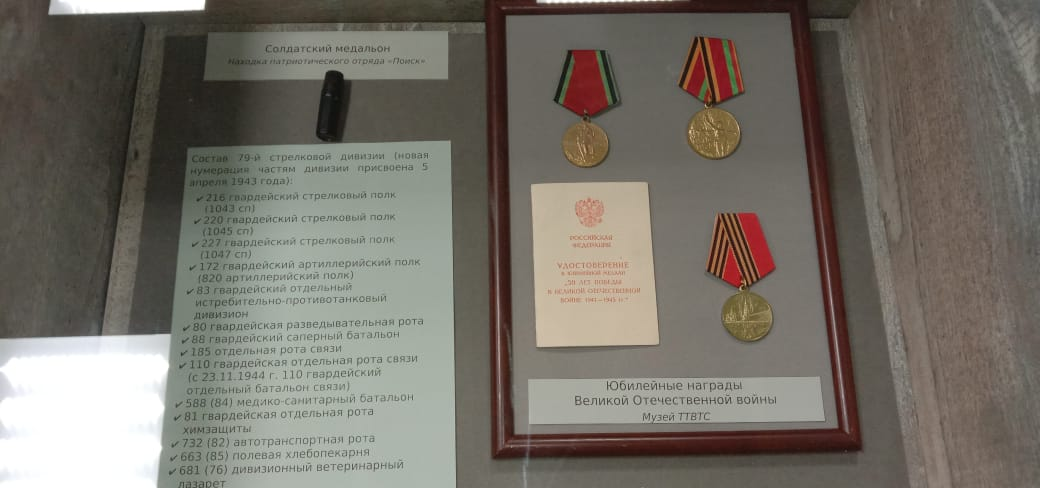 Солдатский медальон
Находка патриотического отряда «Поиск»
Состав 79-й стрелковой дивизии (новая
нумерация частям дивизии присвоена 5
апреля 1943 года):
✓216 гвардейский стрелковый полк
(1043 сп)
✓220 гвардейский стрелковый полк
(1045 сп)
✓227 гвардейский стрелковый полк
(1047 сп)
✓172 гвардейский артиллерийский полк
(820 артиллерийский полк)
✓83 гвардейский отдельный
истребительно-противотанковый
дивизион
✓80 гвардейская разведывательная рота
✓88 гвардейский саперный батальон
✓185 отдельная рота связи
✓110 гвардейская отдельная рота связи
(с 23.11.1944 г. 110 гвардейский
отдельный батальон связи)
✓588 (84) медико-санитарный батальон
✓81 гвардейская отдельная рота
химзащиты
✓732 (82) автотранспортная рота
✓663 (85) полевая хлебопекарня
✓681 (76) дивизионный ветеринарный
лазарет
РОССИЙСКАЯ
ФЕДЕРАЦИЯ
УДОСТОВЕРЕНИЕ
К ЮБИЛЕЙНОЙ МЕДАЛИ
„50 ЛЕТ ПОБЕДЫ
В ВЕЛИКОЙ ОТЕЧЕСТВЕННОЙ
ВОЙНЕ 1941—1945 гг.“
Юбилейные награды
Великой Отечественной войны
Музей ТТВТС